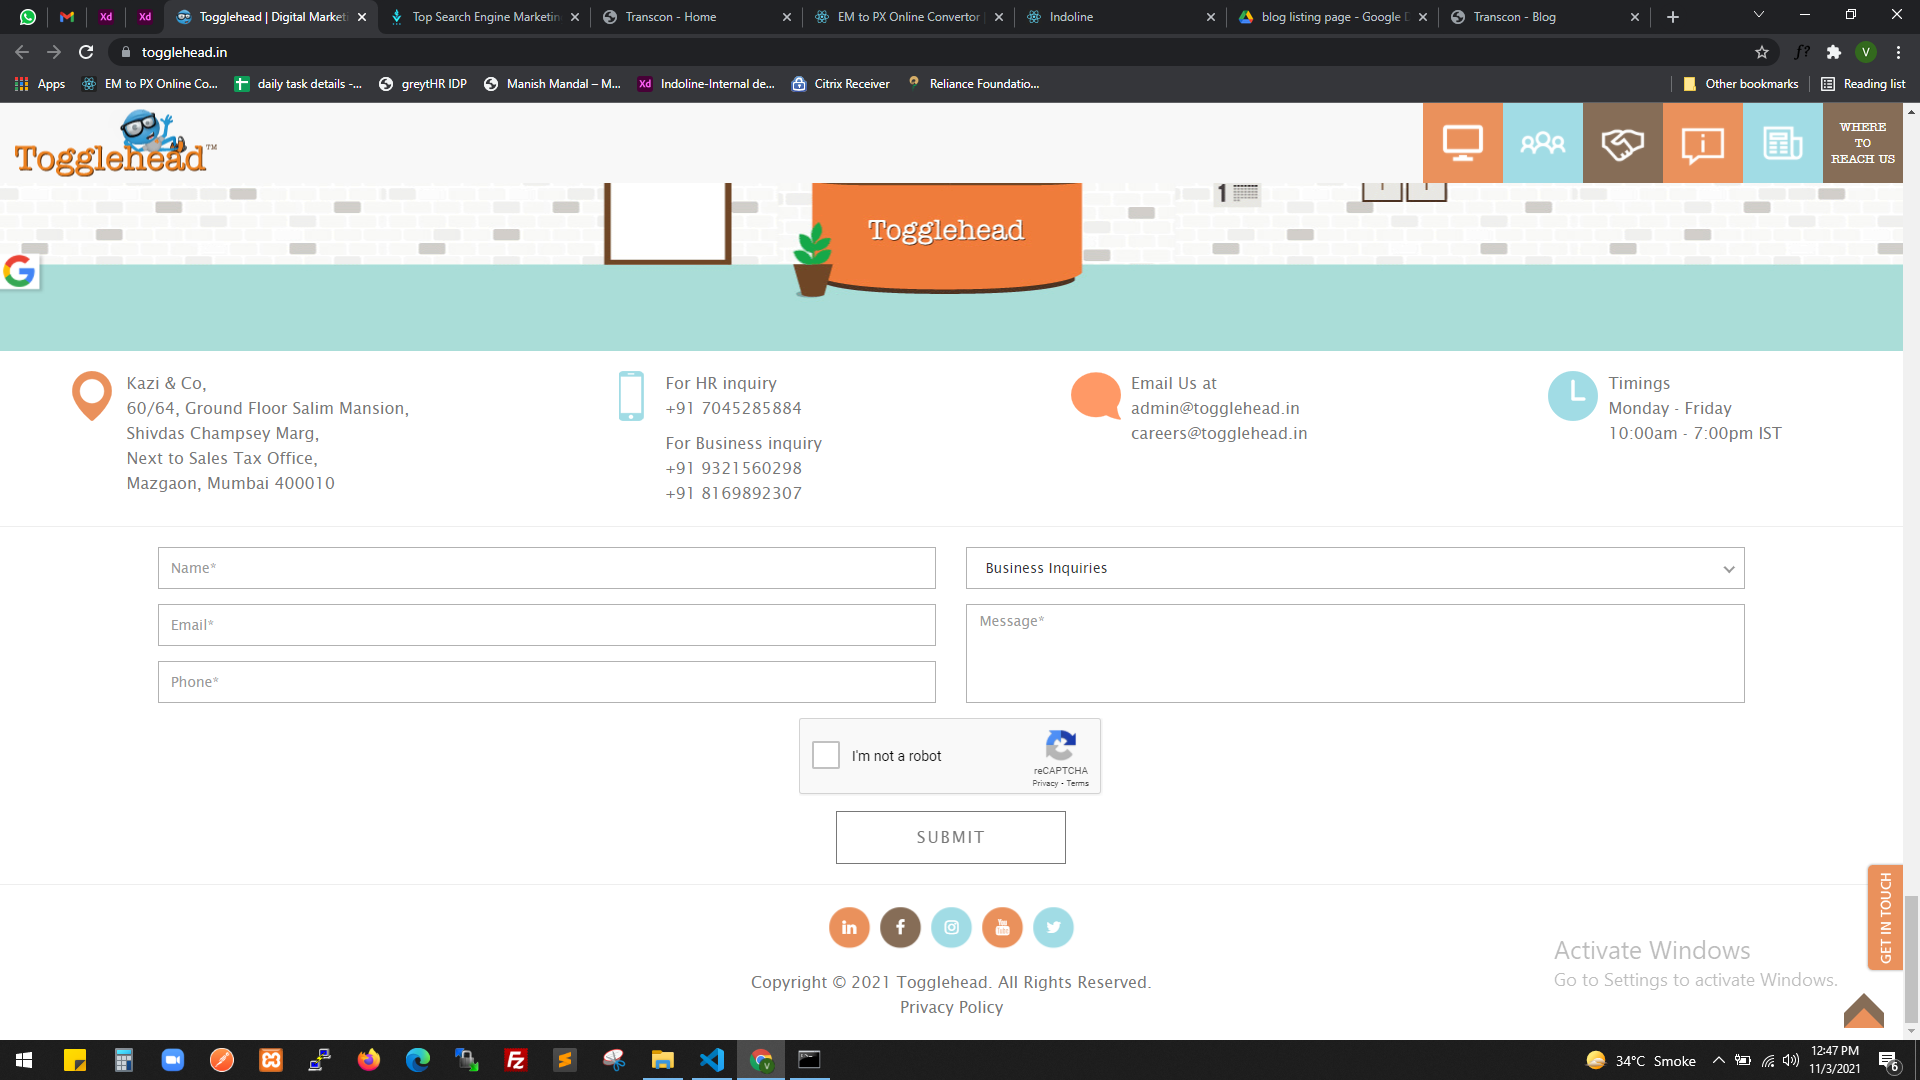 Togglehead | Digital Market
Top Search Engine Marketin
Transcon - Home
EM to PX Online Convertor |
Indoline
blog listing page - Google D
Transcon - Blog
togglehead.in
f?
V
Apps
EM to PX Online Co...
daily task details -...
greytHR IDP
Manish Mandal – M...
Xd
Indoline-Internal de...
Citrix Receiver
Reliance Foundatio...
Other bookmarks
Reading list
Togglehead™
WHERE
TO
REACH US
1
Togglehead
Kazi & Co,
60/64, Ground Floor Salim Mansion,
Shivdas Champsey Marg,
Next to Sales Tax Office,
Mazgaon, Mumbai 400010
For HR inquiry
+91 7045285884
For Business inquiry
+91 9321560298
+91 8169892307
Email Us at
admin@togglehead.in
careers@togglehead.in
Timings
Monday - Friday
10:00am - 7:00pm IST
Name*
Business Inquiries
Email*
Message*
Phone*
I'm not a robot
reCAPTCHA
Privacy - Terms
SUBMIT
GET IN TOUCH
You
Tube
Activate Windows
Go to Settings to activate Windows.
Copyright © 2021 Togglehead. All Rights Reserved.
Privacy Policy
34°C Smoke
12:47 PM
11/3/2021
6